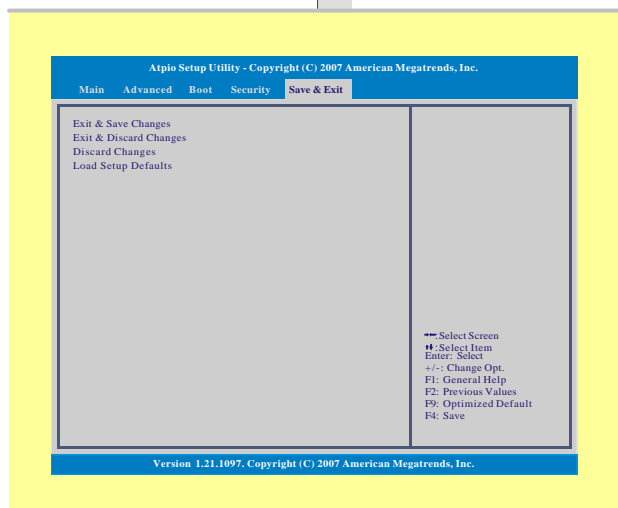 Atpio Setup Utility - Copyright (C) 2007 American Megatrends, Inc.
Main Advanced Boot Security Save & Exit
Exit & Save Changes
Exit & Discard Changes
Discard Changes
Load Setup Defaults
:Select Screen
:Select Item
Enter: Select
+/-: Change Opt.
F1: General Help
F2: Previous Values
F9: Optimized Default
F4: Save
Version 1.21.1097. Copyright (C) 2007 American Megatrends, Inc.